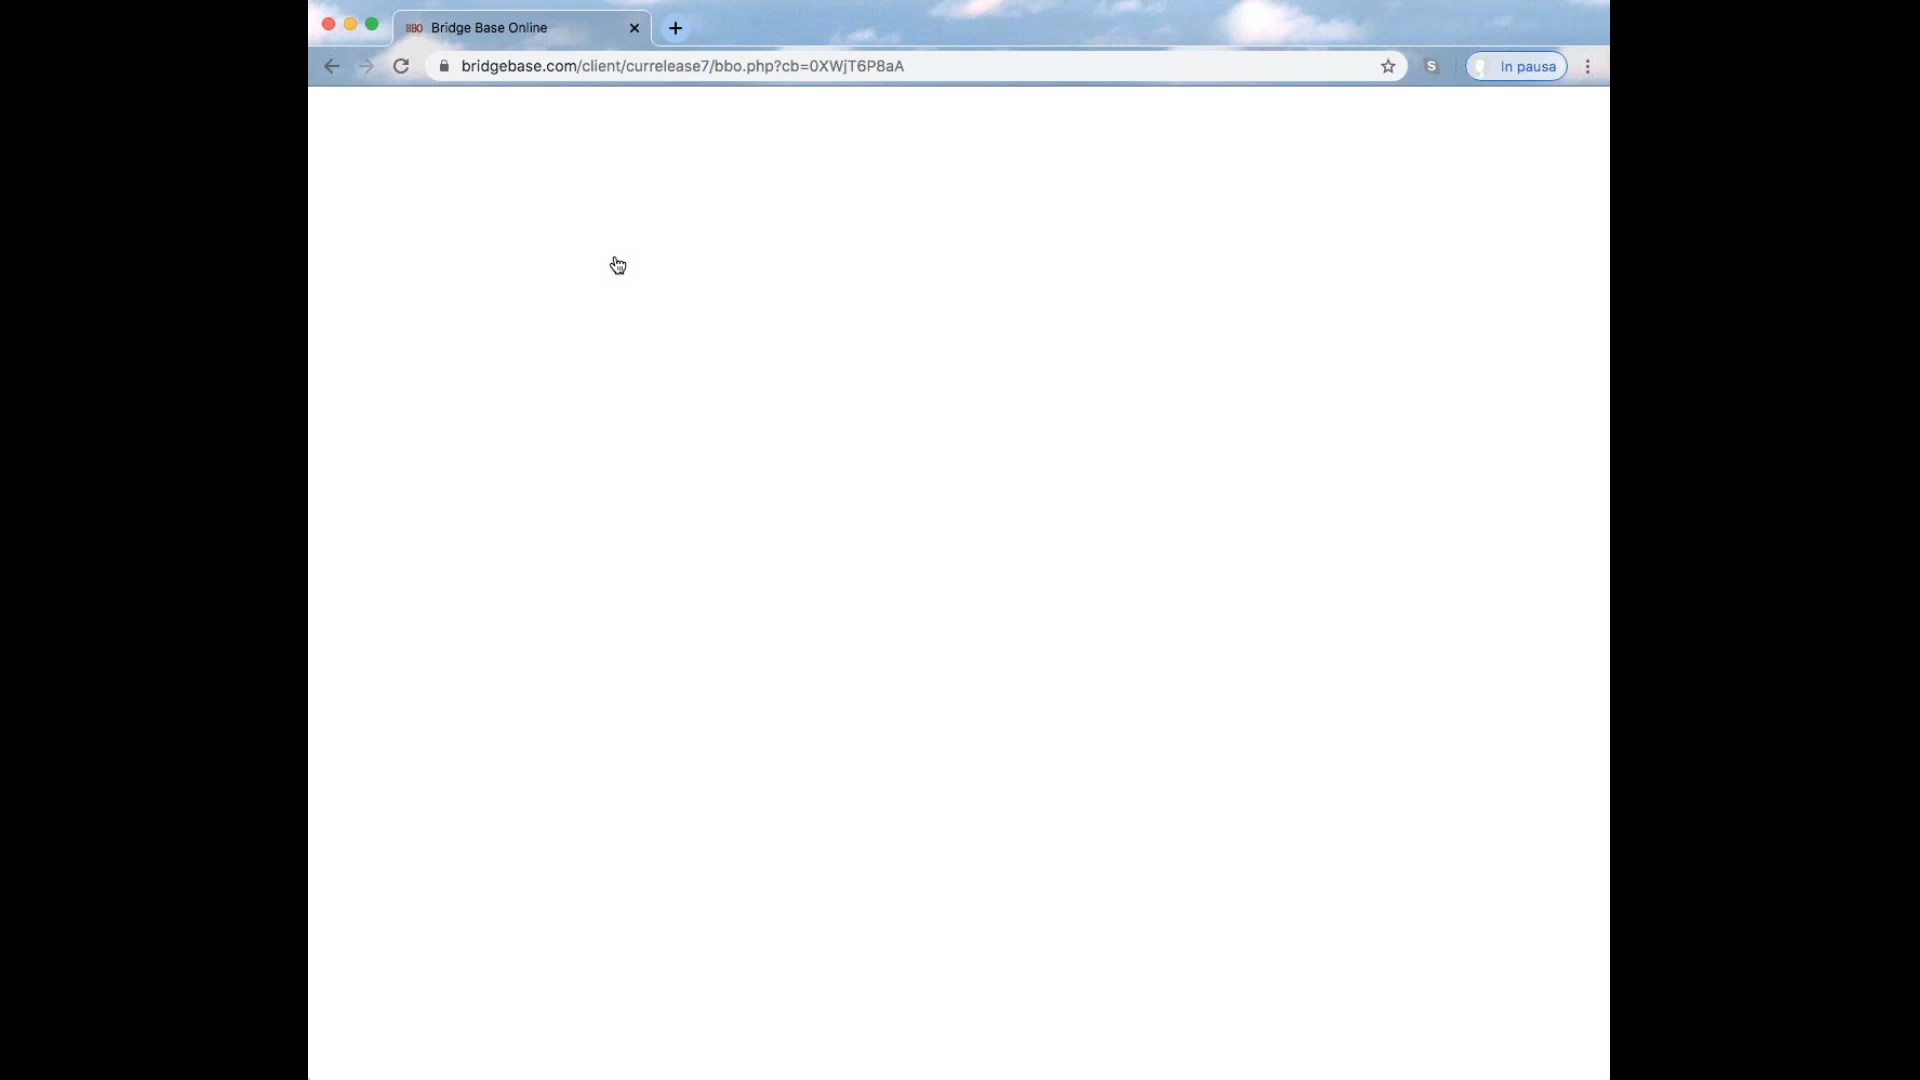 BBO Bridge Base Online
bridgebase.com/client/currelease7/bbo.php?cb=0XWjT6P8aA
S
In pausa